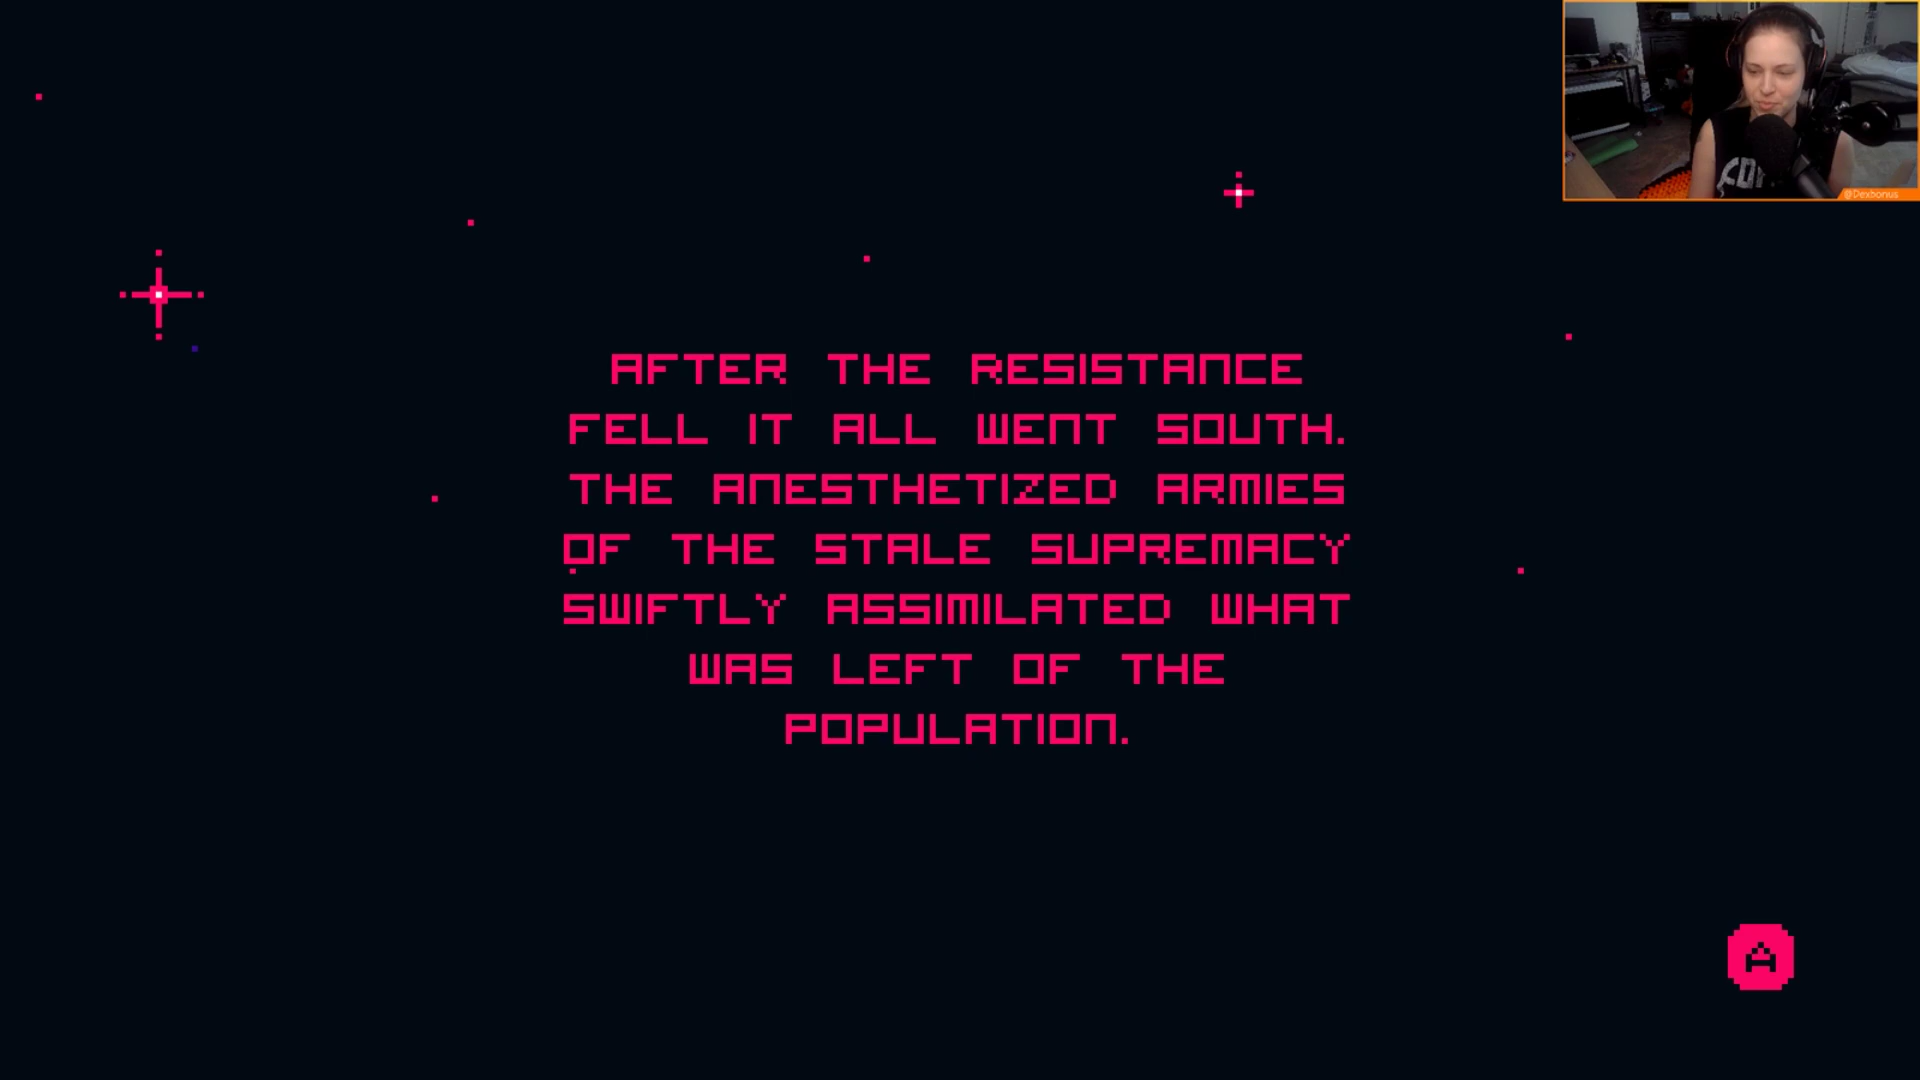 @Dexbonus
AFTER THE RESISTANCE
FELL IT ALL WENT SOUTH.
THE ANESTHETIZED ARMIES
OF THE STALE SUPREMACY
SWIFTLY ASSIMILATED WHAT
WAS LEFT OF THE
POPULATION.
A